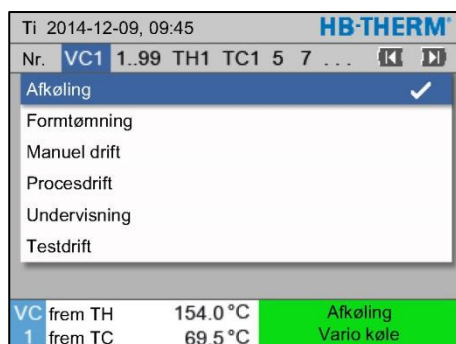 Ti 2014-12-09, 09:45 HB-THERM®
Nr. VC1 1..99 TH1 TC1 5 7 ...
Afkøling
Formtømning
Manuel drift
Procesdrift
Undervisning
Testdrift
VC frem TH 154.0 °C Afkøling
1 frem TC 69.5 °C Vario køle